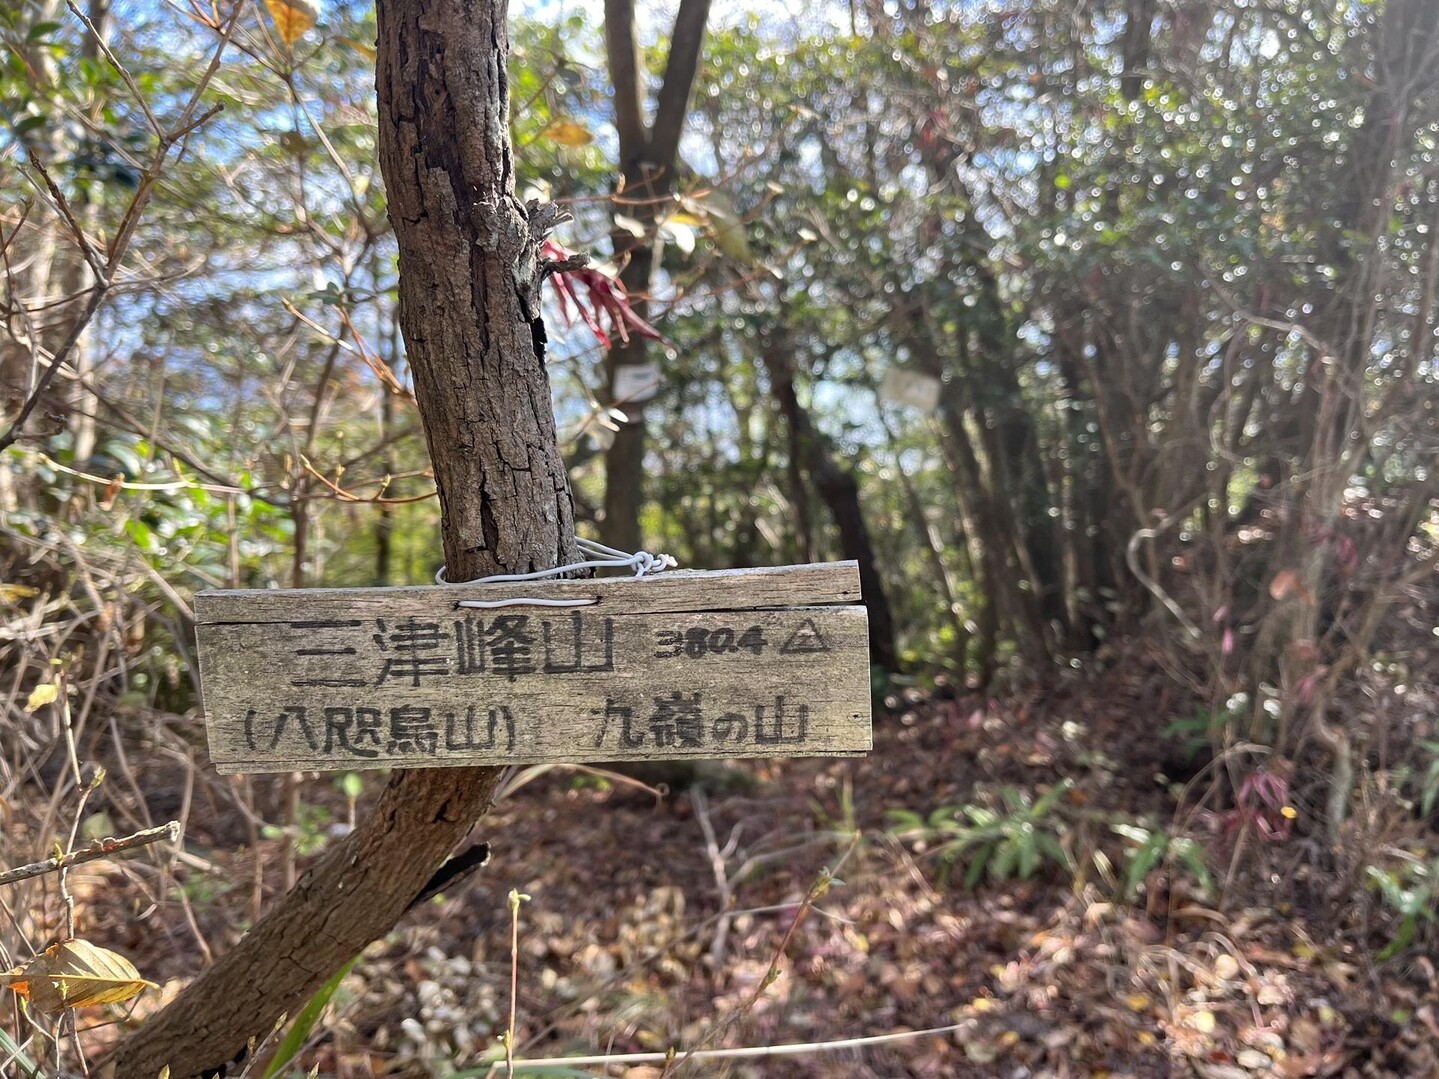 三津峰山 380.4 △
(八咫烏山) 九嶺の山